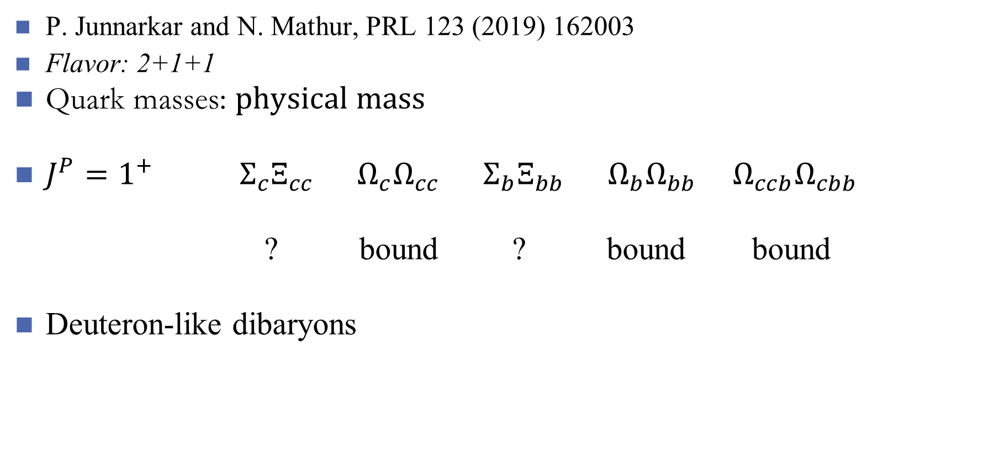 P. Junnarkar and N. Mathur, PRL 123 (2019) 162003
Flavor: 2+1+1
Quark masses: physical mass
$J^P = 1^+$ $\Sigma_c\Xi_{cc}$ $\Omega_c\Omega_{cc}$ $\Sigma_b\Xi_{bb}$ $\Omega_b\Omega_{bb}$ $\Omega_{ccb}\Omega_{cbb}$
? bound ? bound bound
Deuteron-like dibaryons